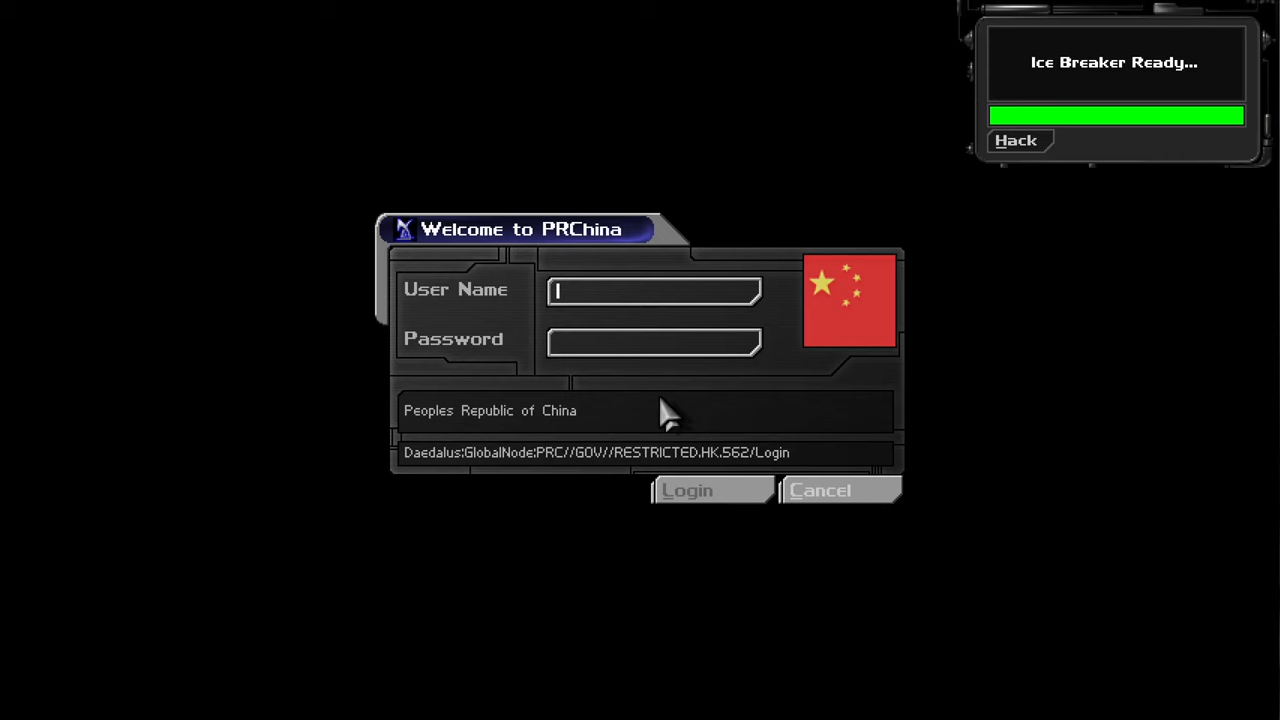 Ice Breaker Ready...
Hack
Welcome to PRChina
User Name
Password
Peoples Republic of China
Daedalus:GlobalNode:PRC//GOV//RESTRICTED.HK.562/Login
Login
Cancel